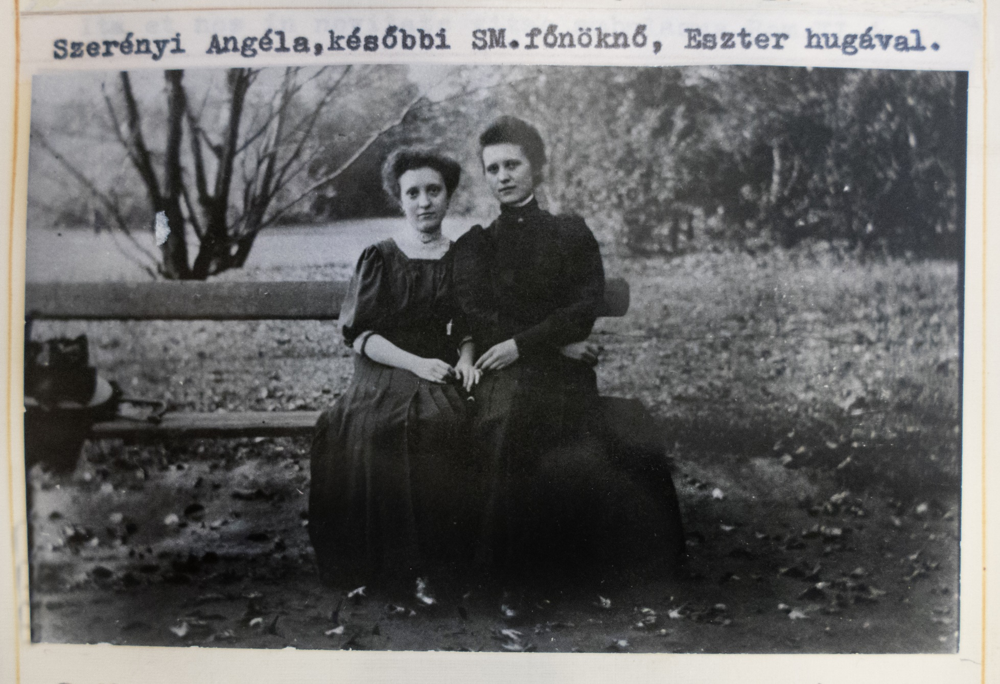 Szerényi Angéla,későbbi SM.főnöknő, Eszter hugával.